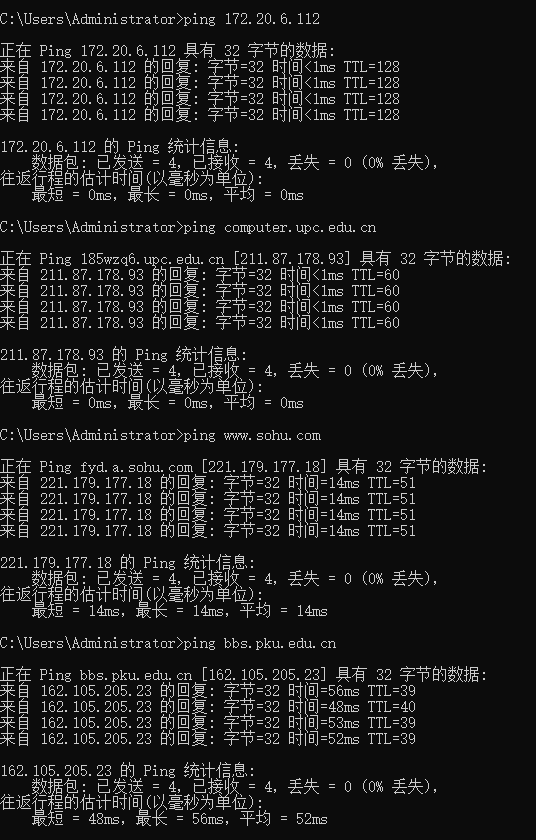 C:\Users\Administrator>ping 172.20.6.112
正在 Ping 172.20.6.112 具有 32 字节的数据:
来自 172.20.6.112 的回复: 字节=32 时间<1ms TTL=128
来自 172.20.6.112 的回复: 字节=32 时间<1ms TTL=128
来自 172.20.6.112 的回复: 字节=32 时间<1ms TTL=128
来自 172.20.6.112 的回复: 字节=32 时间<1ms TTL=128
172.20.6.112 的 Ping 统计信息:
数据包: 已发送 = 4, 已接收 = 4, 丢失 = 0 (0% 丢失),
往返行程的估计时间(以毫秒为单位):
最短 = 0ms, 最长 = 0ms, 平均 = 0ms
C:\Users\Administrator>ping computer.upc.edu.cn
正在 Ping 185wzq6.upc.edu.cn [211.87.178.93] 具有 32 字节的数据:
来自 211.87.178.93 的回复: 字节=32 时间<1ms TTL=60
来自 211.87.178.93 的回复: 字节=32 时间<1ms TTL=60
来自 211.87.178.93 的回复: 字节=32 时间<1ms TTL=60
来自 211.87.178.93 的回复: 字节=32 时间<1ms TTL=60
211.87.178.93 的 Ping 统计信息:
数据包: 已发送 = 4, 已接收 = 4, 丢失 = 0 (0% 丢失),
往返行程的估计时间(以毫秒为单位):
最短 = 0ms, 最长 = 0ms, 平均 = 0ms
C:\Users\Administrator>ping www.sohu.com
正在 Ping fyd.a.sohu.com [221.179.177.18] 具有 32 字节的数据:
来自 221.179.177.18 的回复: 字节=32 时间=14ms TTL=51
来自 221.179.177.18 的回复: 字节=32 时间=14ms TTL=51
来自 221.179.177.18 的回复: 字节=32 时间=14ms TTL=51
来自 221.179.177.18 的回复: 字节=32 时间=14ms TTL=51
221.179.177.18 的 Ping 统计信息:
数据包: 已发送 = 4, 已接收 = 4, 丢失 = 0 (0% 丢失),
往返行程的估计时间(以毫秒为单位):
最短 = 14ms, 最长 = 14ms, 平均 = 14ms
C:\Users\Administrator>ping bbs.pku.edu.cn
正在 Ping bbs.pku.edu.cn [162.105.205.23] 具有 32 字节的数据:
来自 162.105.205.23 的回复: 字节=32 时间=56ms TTL=39
来自 162.105.205.23 的回复: 字节=32 时间=48ms TTL=40
来自 162.105.205.23 的回复: 字节=32 时间=53ms TTL=39
来自 162.105.205.23 的回复: 字节=32 时间=52ms TTL=39
162.105.205.23 的 Ping 统计信息:
数据包: 已发送 = 4, 已接收 = 4, 丢失 = 0 (0% 丢失),
往返行程的估计时间(以毫秒为单位):
最短 = 48ms, 最长 = 56ms, 平均 = 52ms